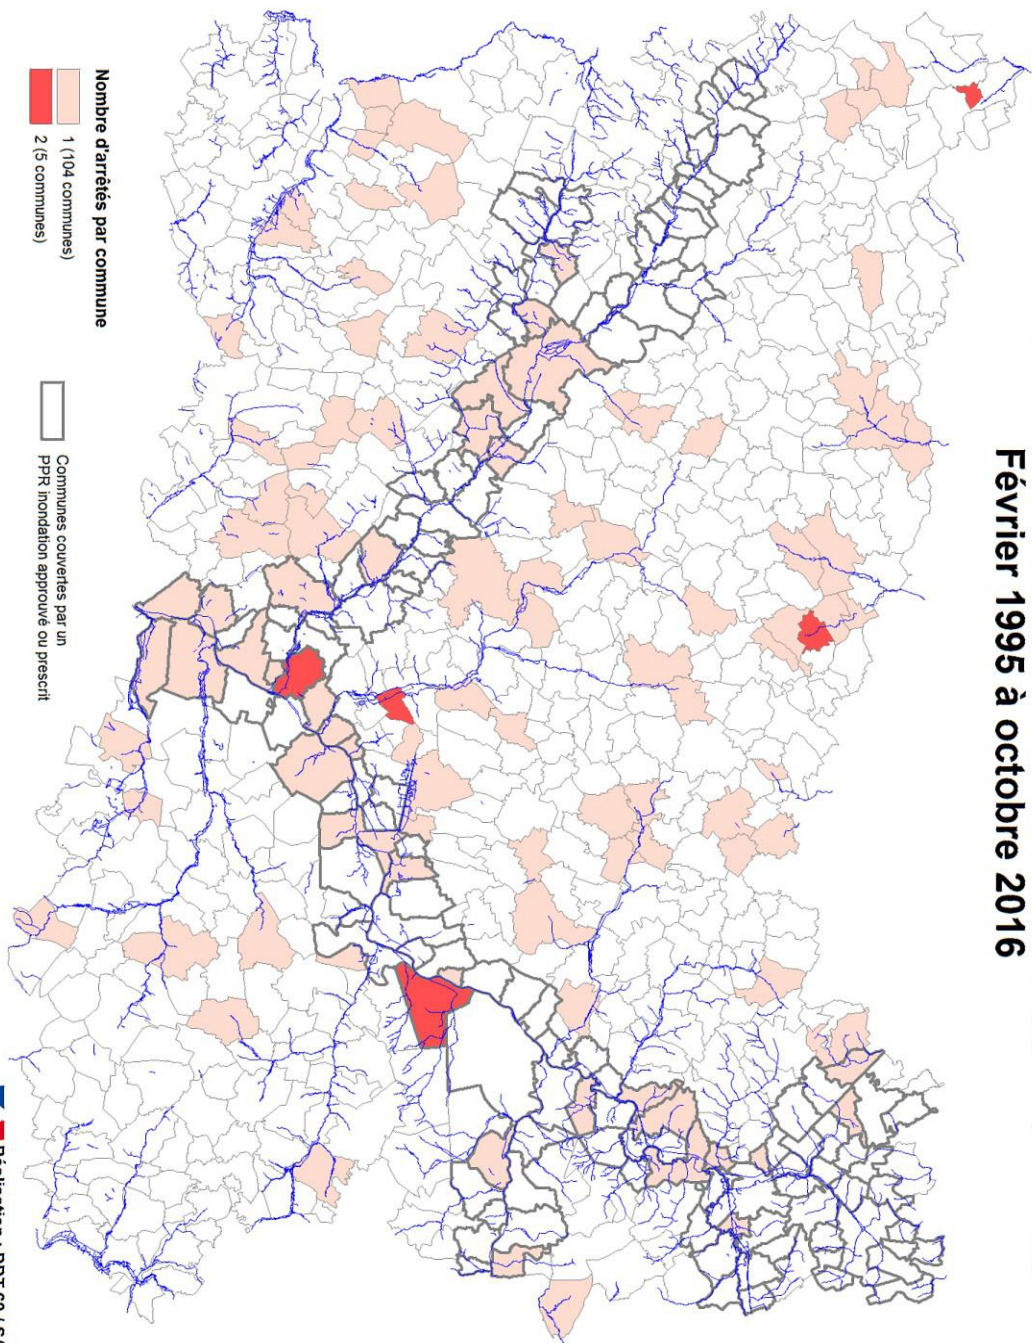 Février 1995 à octobre 2016
Nombre d'arrêtés par commune
1 (104 communes)
2 (5 communes)
Communes couvertes par un
PPR inondation approuvé ou prescrit